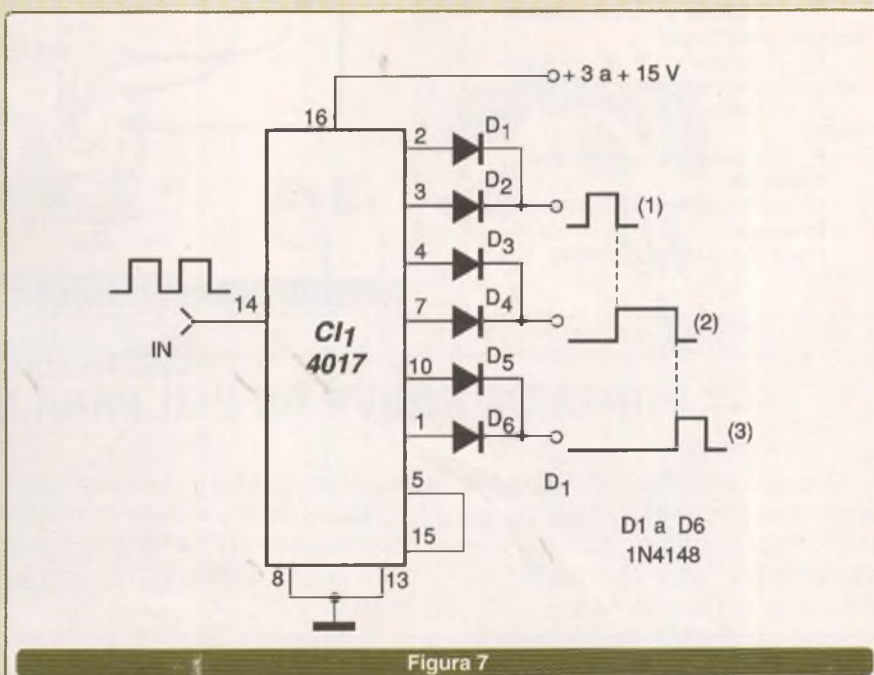 + 3 a + 15 V
16
2
D1
3
D2
(1)
4
D3
14
IN
CI1
4017
7
D4
(2)
10
D5
1
D6
(3)
5
D1
15
D1 a D6
1N4148
8
13
Figura 7